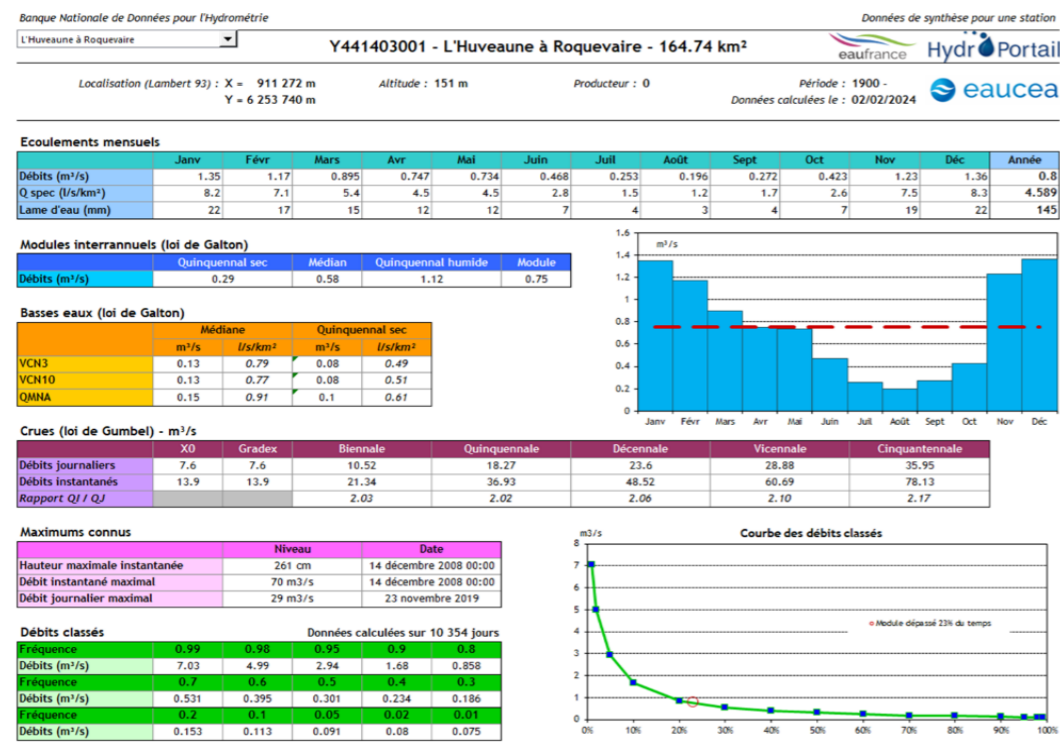 Banque Nationale de Données pour l'Hydrométrie Données de synthèse pour une station
L'Huveaune à Roquevaire Y441403001 - L'Huveaune à Roquevaire - 164.74 km² eaufrance HydroPortail
Localisation (Lambert 93) : X = 911 272 m Altitude : 151 m Producteur : 0 Période : 1900 -
Y = 6 253 740 m Données calculées le : 02/02/2024 eaucea
Ecoulements mensuels
Janv Févr Mars Avr Mai Juin Juil Août Sept Oct Nov Déc Année
Débits (m³/s) 1.35 1.17 0.895 0.747 0.734 0.468 0.253 0.196 0.272 0.423 1.23 1.36 0.8
Q spec (l/s/km²) 8.2 7.1 5.4 4.5 4.5 2.8 1.5 1.2 1.7 2.6 7.5 8.3 4.589
Lame d'eau (mm) 22 17 15 12 12 7 4 3 4 7 19 22 145
Modules interrannuels (loi de Galton)
Quinquennal sec Médian Quinquennal humide Module
Débits (m³/s) 0.29 0.58 1.12 0.75
Basses eaux (loi de Galton)
Médiane Quinquennal sec
m³/s l/s/km² m³/s l/s/km²
VCN3 0.13 0.79 0.08 0.49
VCN10 0.13 0.77 0.08 0.51
QMNA 0.15 0.91 0.1 0.61
m³/s
1.6
1.4
1.2
1
0.8
0.6
0.4
0.2
0
Janv Févr Mars Avr Mai Juin Juil Août Sept Oct Nov Déc
Crues (loi de Gumbel) - m³/s
X0 Gradex Biennale Quinquennale Décennale Vicennale Cinquantennale
Débits journaliers 7.6 7.6 10.52 18.27 23.6 28.88 35.95
Débits instantanés 13.9 13.9 21.34 36.93 48.52 60.69 78.13
Rapport QI / QJ 2.03 2.02 2.06 2.10 2.17
Maximums connus
Niveau Date
Hauteur maximale instantanée 261 cm 14 décembre 2008 00:00
Débit instantané maximal 70 m3/s 14 décembre 2008 00:00
Débit journalier maximal 29 m3/s 23 novembre 2019
Débits classés Données calculées sur 10 354 jours
Fréquence 0.99 0.98 0.95 0.9 0.8
Débits (m³/s) 7.03 4.99 2.94 1.68 0.858
Fréquence 0.7 0.6 0.5 0.4 0.3
Débits (m³/s) 0.531 0.395 0.301 0.234 0.186
Fréquence 0.2 0.1 0.05 0.02 0.01
Débits (m³/s) 0.153 0.113 0.091 0.08 0.075
m3/s Courbe des débits classés
8
7
6
5
4
3
2
1
0
Module dépassé 23% du temps
0% 10% 20% 30% 40% 50% 60% 70% 80% 90% 100%